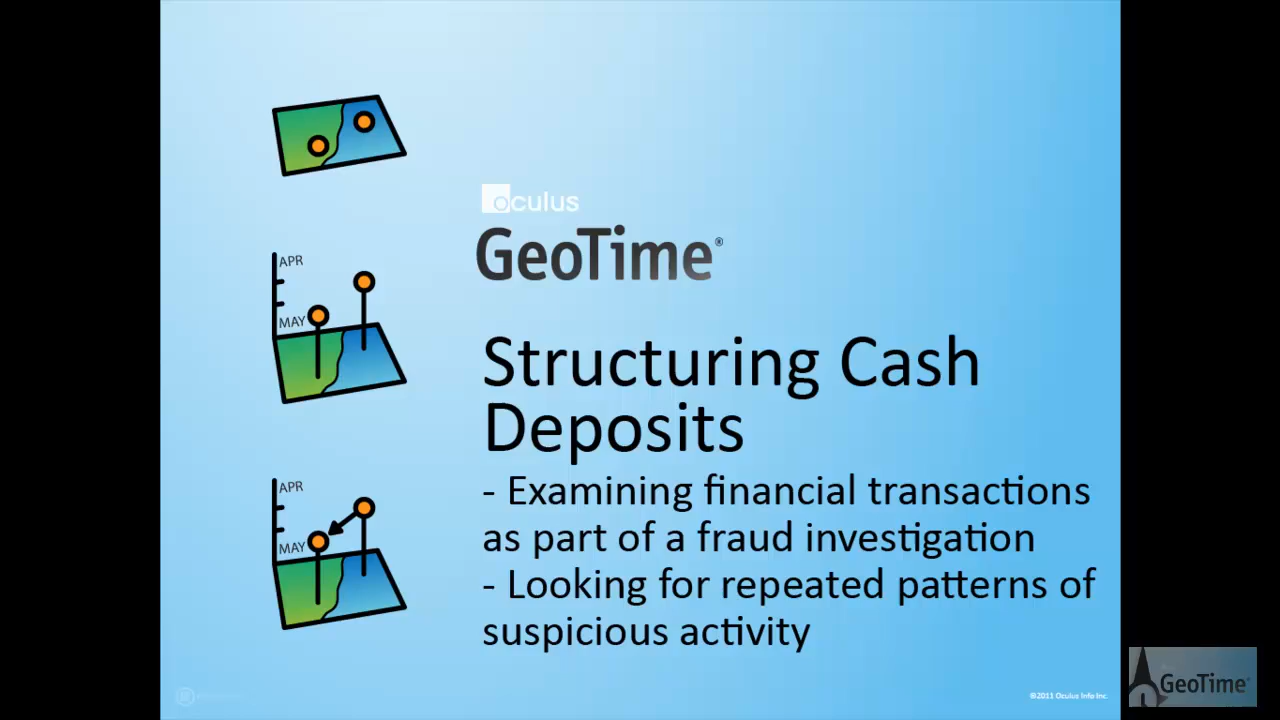 oculus
GeoTime®
APR
MAY
Structuring Cash
Deposits
- Examining financial transactions
as part of a fraud investigation
- Looking for repeated patterns of
suspicious activity
APR
MAY
©2011 Oculus Info Inc.
GeoTime®